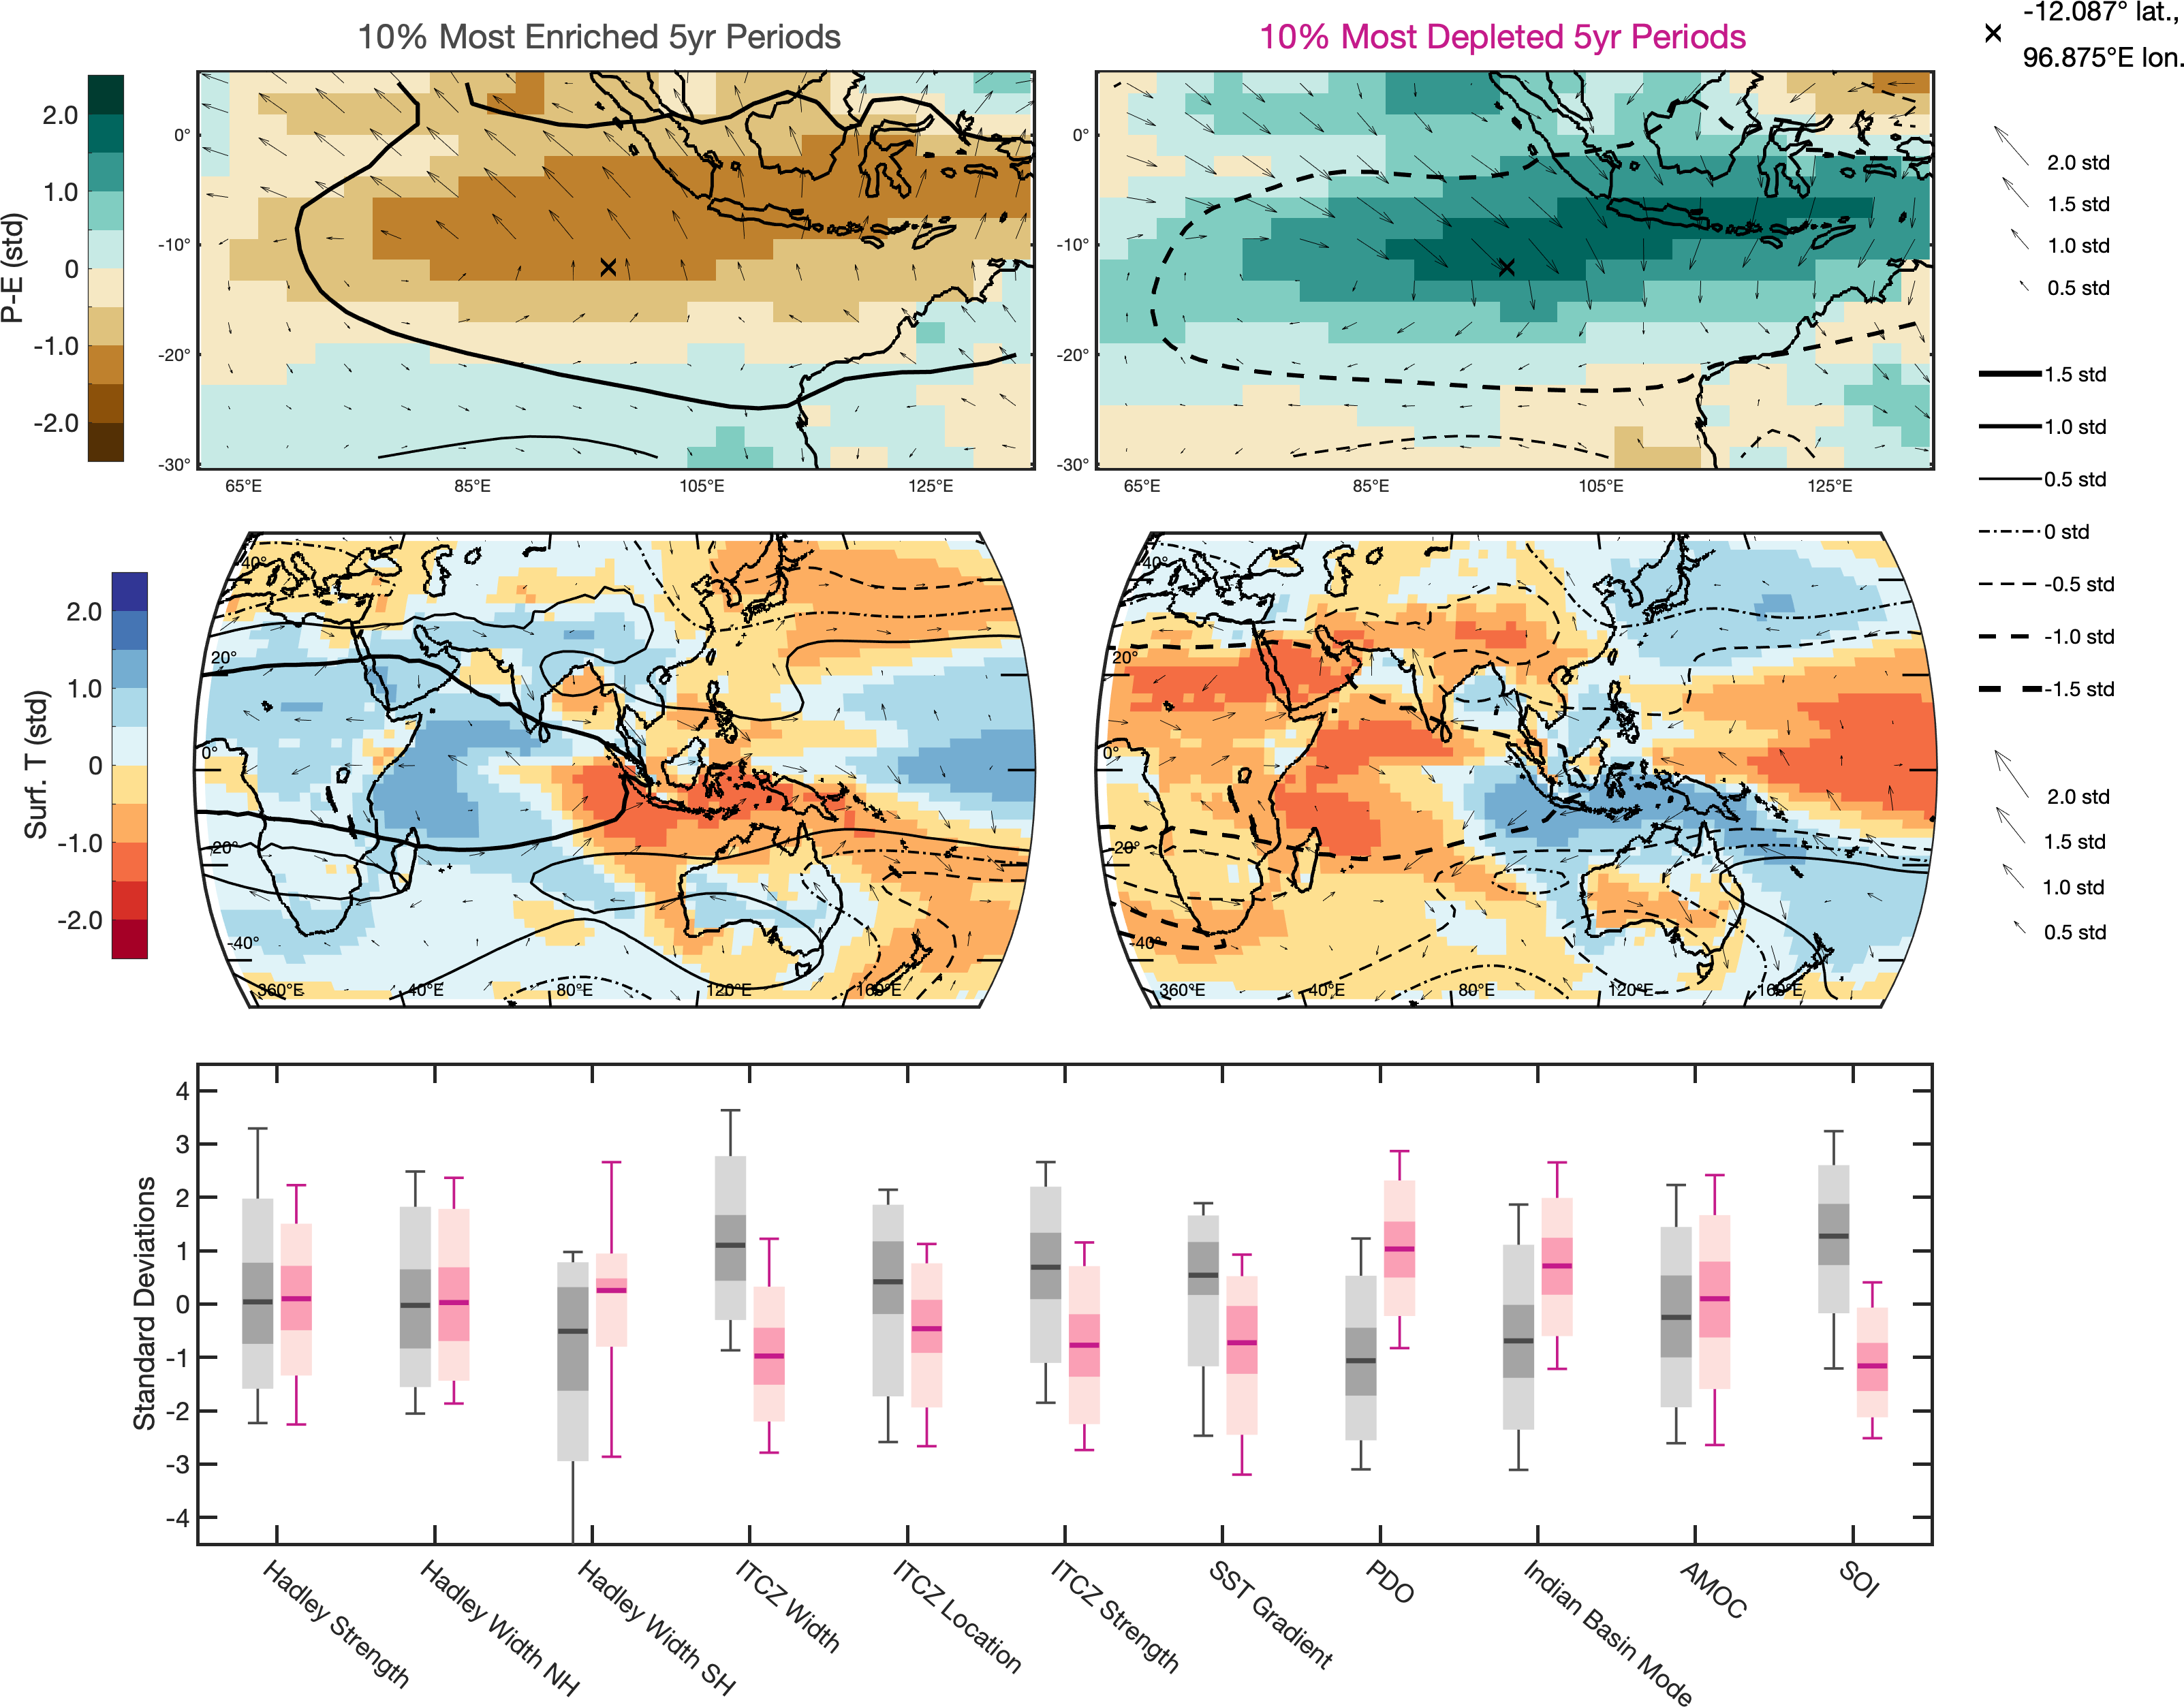 10% Most Enriched 5yr Periods
10% Most Depleted 5yr Periods
-12.087° lat.,
96.875°E lon.
P-E (std)
2.0
1.0
0
-1.0
-2.0
0°
-10°
-20°
-30°
65°E
85°E
105°E
125°E
0°
-10°
-20°
-30°
65°E
85°E
105°E
125°E
2.0 std
1.5 std
1.0 std
0.5 std
1.5 std
1.0 std
0.5 std
0 std
-0.5 std
-1.0 std
-1.5 std
Surf. T (std)
2.0
1.0
0
-1.0
-2.0
40°
20°
0°
-20°
-40°
360°E
40°E
80°E
120°E
160°E
40°
20°
0°
-20°
-40°
360°E
40°E
80°E
120°E
160°E
2.0 std
1.5 std
1.0 std
0.5 std
Standard Deviations
4
3
2
1
0
-1
-2
-3
-4
Hadley Strength
Hadley Width NH
Hadley Width SH
ITCZ Width
ITCZ Location
ITCZ Strength
SST Gradient
PDO
Indian Basin Mode
AMOC
SOI